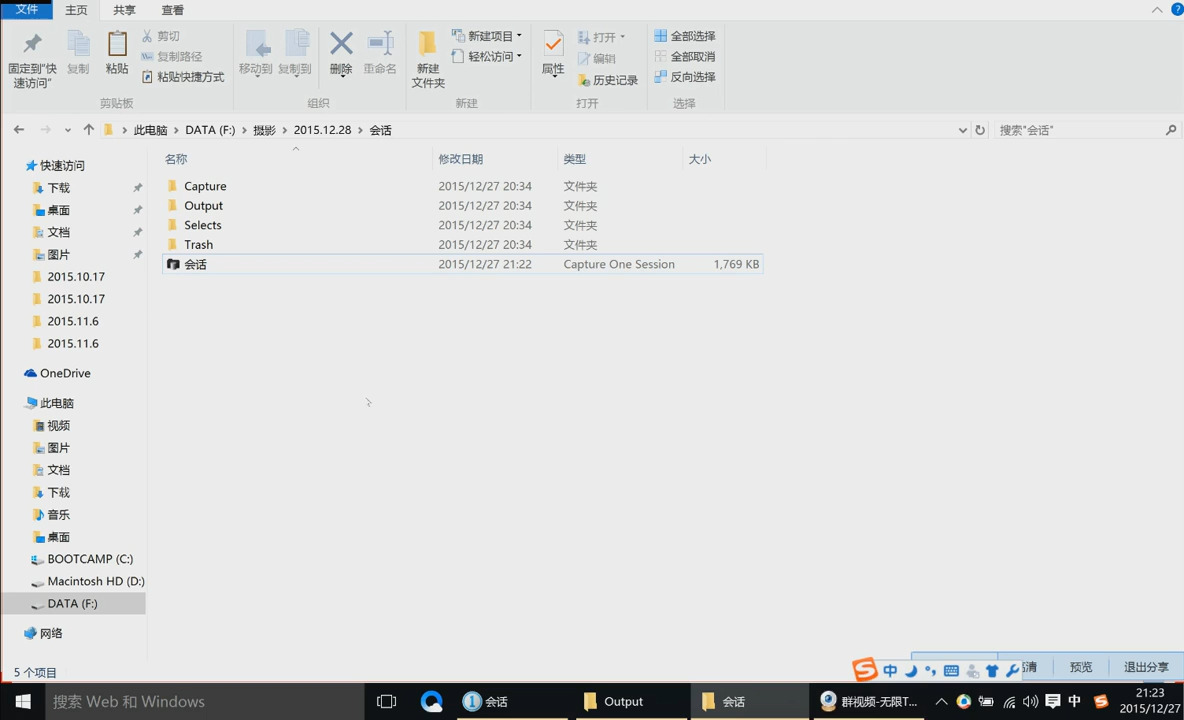 文件 主页 共享 查看
固定到"快速访问"
复制
粘贴
剪切
复制路径
粘贴快捷方式
剪贴板
移动到
复制到
删除
重命名
组织
新建
文件夹
新建项目
轻松访问
新建
属性
打开
编辑
历史记录
打开
全部选择
全部取消
反向选择
选择
此电脑 > DATA (F:) > 摄影 > 2015.12.28 > 会话
搜索"会话"
名称 修改日期 类型 大小
Capture 2015/12/27 20:34 文件夹
Output 2015/12/27 20:34 文件夹
Selects 2015/12/27 20:34 文件夹
Trash 2015/12/27 20:34 文件夹
会话 2015/12/27 21:22 Capture One Session 1,769 KB
快速访问
下载
桌面
文档
图片
2015.10.17
2015.10.17
2015.11.6
2015.11.6
OneDrive
此电脑
视频
图片
文档
下载
音乐
桌面
BOOTCAMP (C:)
Macintosh HD (D:)
DATA (F:)
网络
5 个项目
中
清 预览 退出分享
搜索 Web 和 Windows
会话
Output
会话
群视频-无限T...
中
21:23
2015/12/27